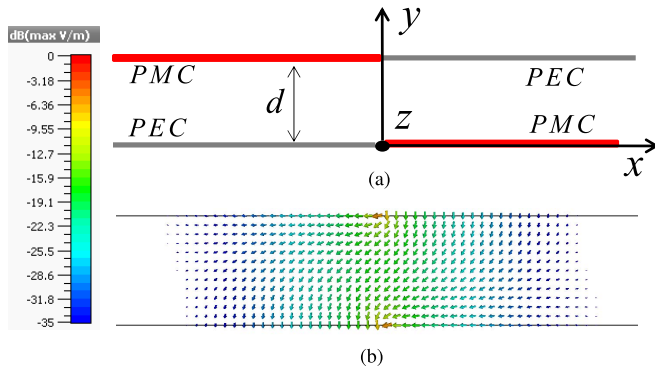 dB(max V/m)
0
-3.18
-6.36
-9.55
-12.7
-15.9
-19.1
-22.3
-25.5
-28.6
-31.8
-35
y
PMC
PEC
d
PEC
z
PMC
x
(a)
(b)